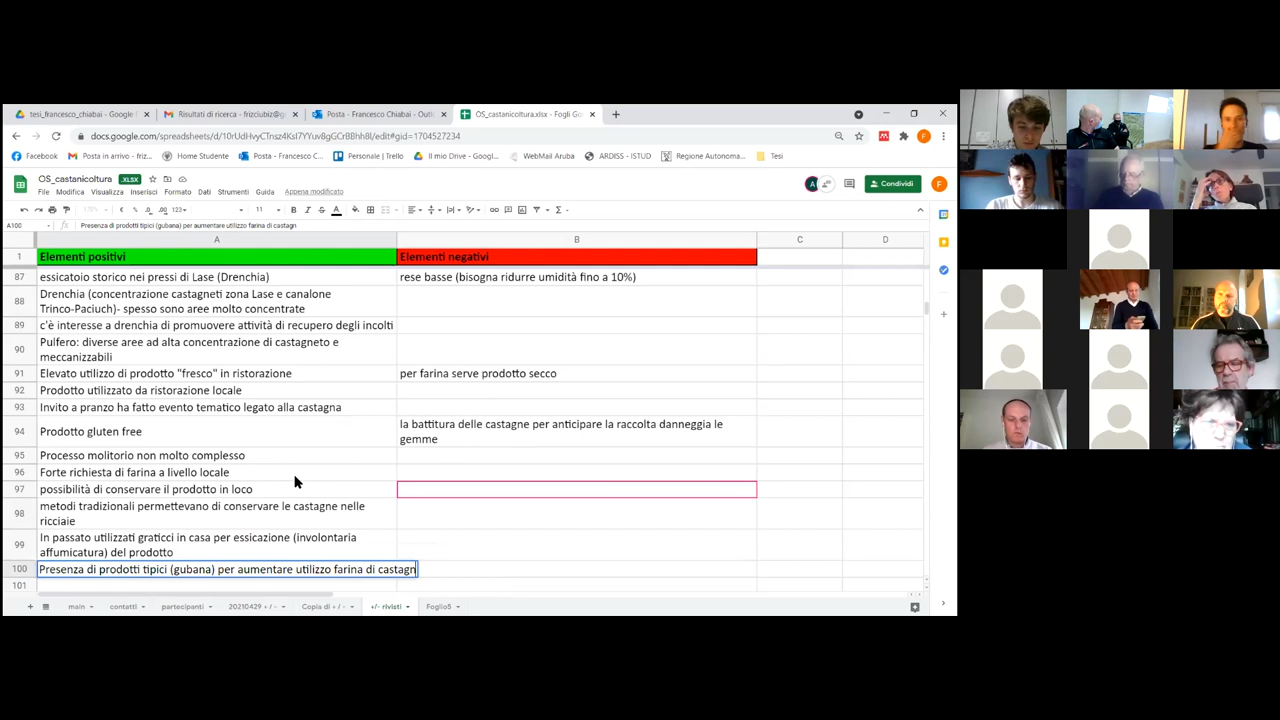 tesi_francesco_chiabai - Google
Risultati di ricerca - frizciubiz@g
Posta - Francesco Chiabai - Outl
OS_castanicoltura.xlsx - Fogli Go
docs.google.com/spreadsheets/d/10rUdHvyCTnsz4KsI7YYuv8gGCrBBhh8I/edit#gid=1704527234
Facebook
Posta in arrivo - friz...
Home Studente
Posta - Francesco C...
Personale | Trello
Il mio Drive - Googl...
WebMail Aruba
ARDISS - ISTUD
Regione Autonoma...
Tesi
OS_castanicoltura .XLSX
File Modifica Visualizza Inserisci Formato Dati Strumenti Guida Appena modificato
Condividi
A100
Presenza di prodotti tipici (gubana) per aumentare utilizzo farina di castagn
A B C D
1 Elementi positivi Elementi negativi
87 essicatoio storico nei pressi di Lase (Drenchia) rese basse (bisogna ridurre umidità fino a 10%)
88 Drenchia (concentrazione castagneti zona Lase e canalone
Trinco-Paciuch)- spesso sono aree molto concentrate
89 c'è interesse a drenchia di promuovere attività di recupero degli incolti
90 Pulfero: diverse aree ad alta concentrazione di castagneto e
meccanizzabili
91 Elevato utilizzo di prodotto "fresco" in ristorazione per farina serve prodotto secco
92 Prodotto utilizzato da ristorazione locale
93 Invito a pranzo ha fatto evento tematico legato alla castagna
94 Prodotto gluten free la battitura delle castagne per anticipare la raccolta danneggia le
gemme
95 Processo molitorio non molto complesso
96 Forte richiesta di farina a livello locale
97 possibilità di conservare il prodotto in loco
98 metodi tradizionali permettevano di conservare le castagne nelle
ricciaie
99 In passato utilizzati graticci in casa per essicazione (involontaria
affumicatura) del prodotto
100 Presenza di prodotti tipici (gubana) per aumentare utilizzo farina di castagn
101
main contatti partecipanti 20210429 + / - Copia di + / - +/- rivisti Foglio5